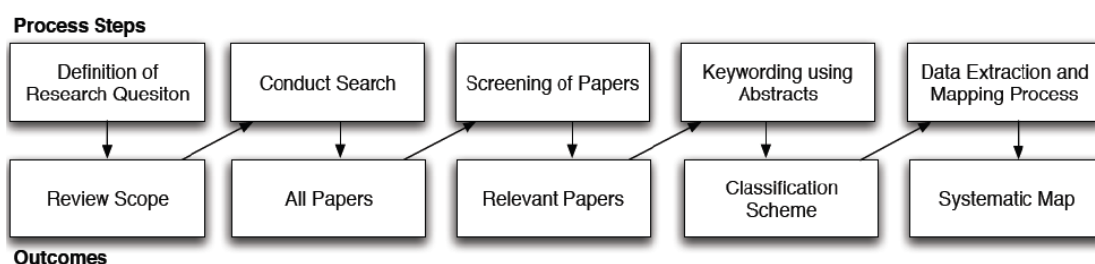 Process Steps
Definition of
Research Quesiton
Conduct Search
Screening of Papers
Keywording using
Abstracts
Data Extraction and
Mapping Process
Review Scope
All Papers
Relevant Papers
Classification
Scheme
Systematic Map
Outcomes